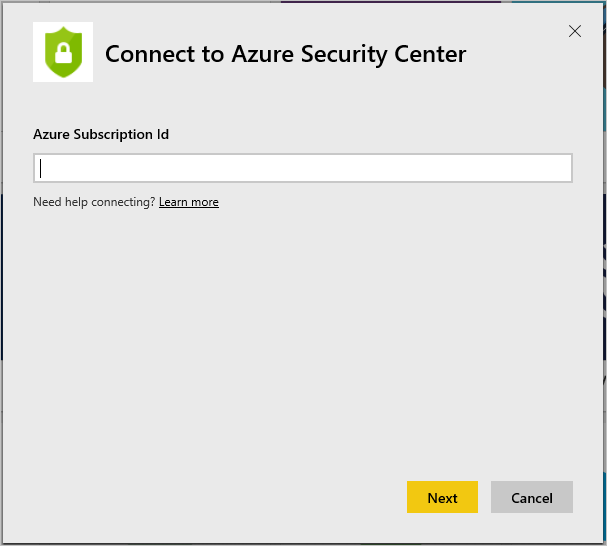 Connect to Azure Security Center
Azure Subscription Id
Need help connecting? Learn more
Next Cancel